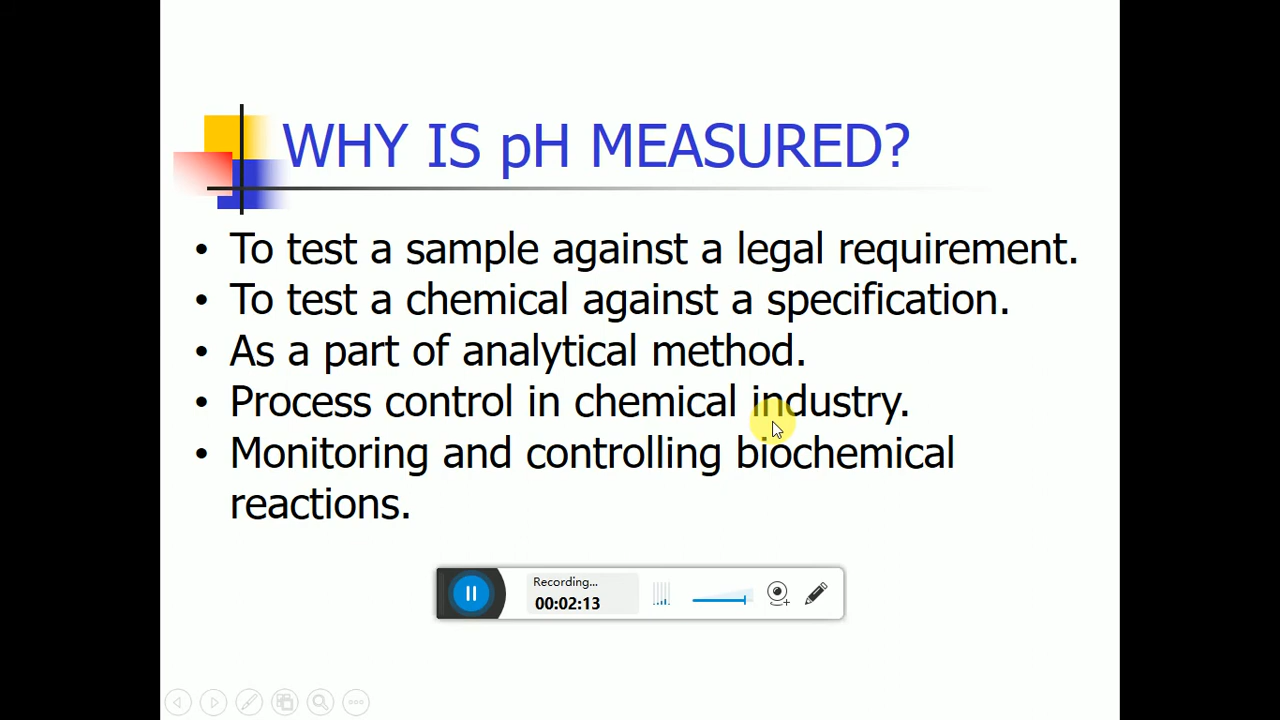 WHY IS pH MEASURED?
• To test a sample against a legal requirement.
• To test a chemical against a specification.
• As a part of analytical method.
• Process control in chemical industry.
• Monitoring and controlling biochemical
reactions.
Recording...
00:02:13